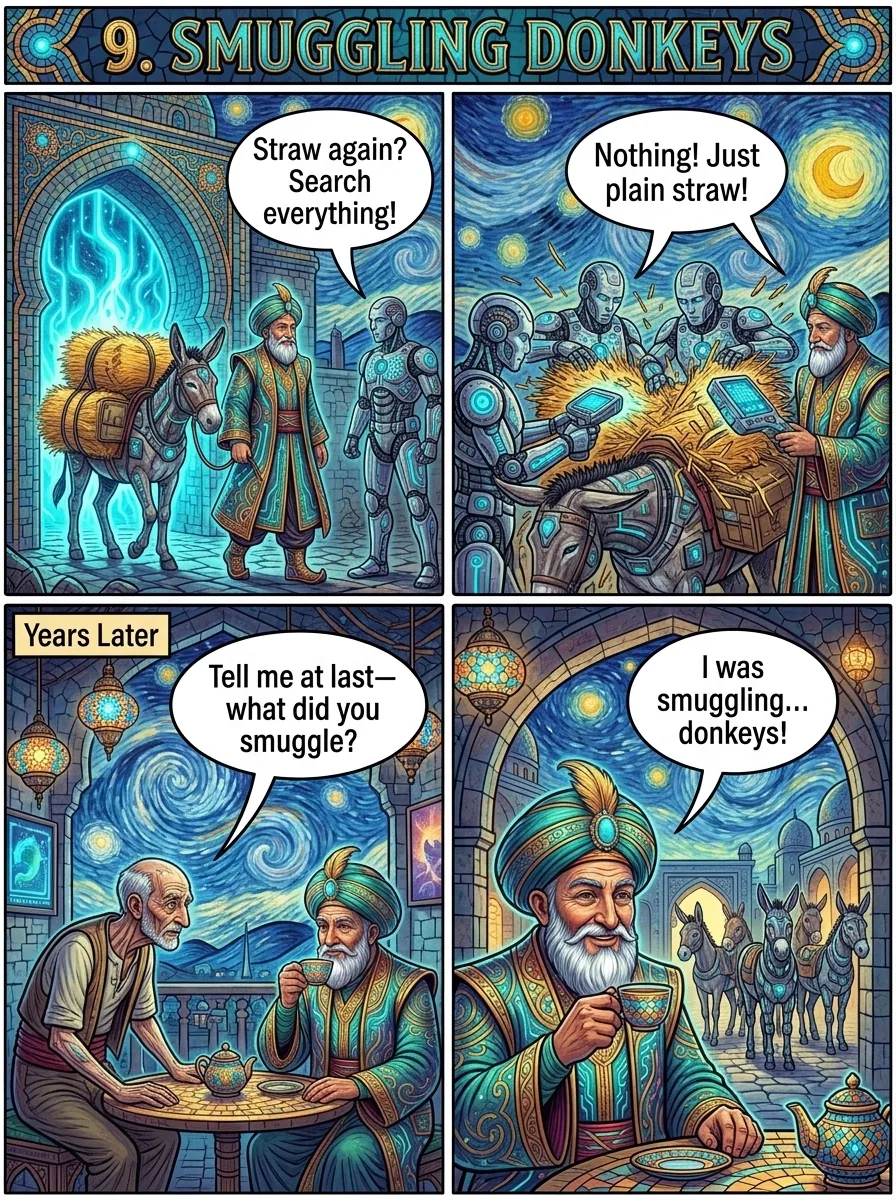 9. SMUGGLING DONKEYS
Straw again?
Search
everything!
Nothing! Just
plain straw!
Years Later
Tell me at last—
what did you
smuggle?
I was
smuggling...
donkeys!